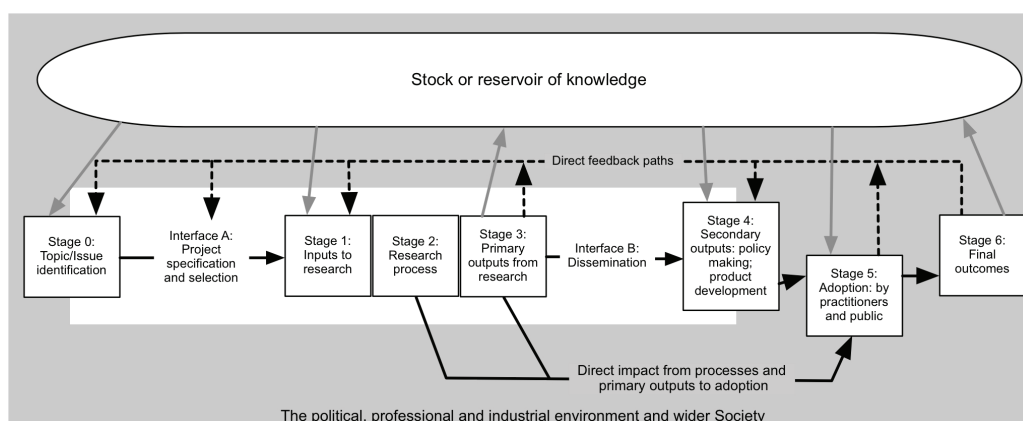 Stock or reservoir of knowledge
Direct feedback paths
Stage 0:
Topic/Issue
identification
Interface A:
Project
specification
and selection
Stage 1:
Inputs to
research
Stage 2:
Research
process
Stage 3:
Primary
outputs from
research
Interface B:
Dissemination
Stage 4:
Secondary
outputs: policy
making;
product
development
Stage 5:
Adoption: by
practitioners
and public
Stage 6:
Final
outcomes
Direct impact from processes and
primary outputs to adoption
The political, professional and industrial environment and wider Society